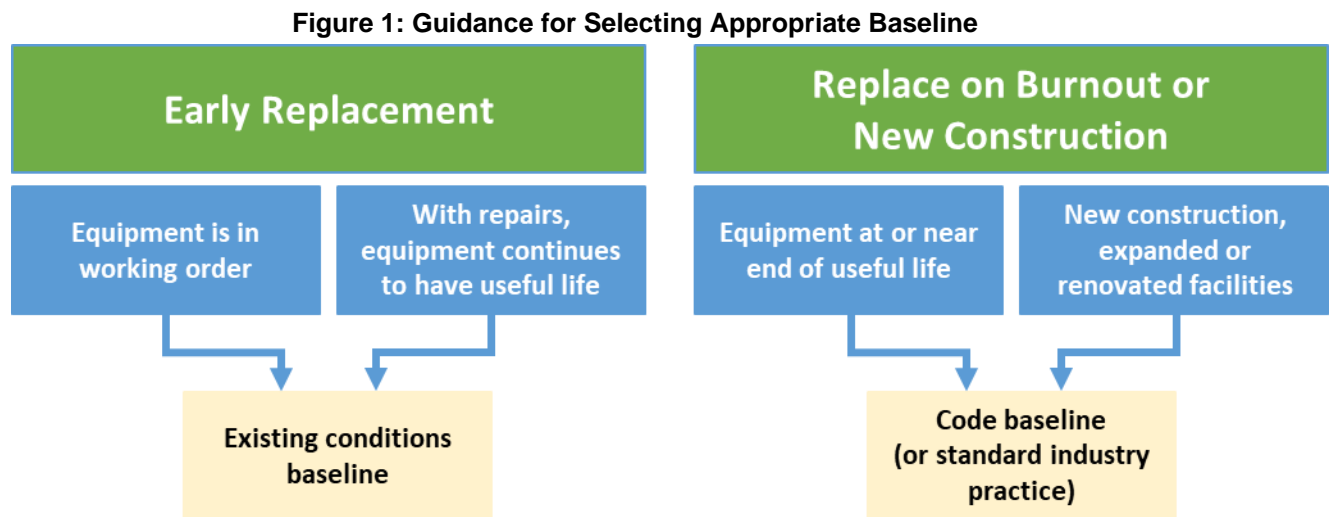 Figure 1: Guidance for Selecting Appropriate Baseline
Early Replacement
Equipment is in
working order
With repairs,
equipment continues
to have useful life
Existing conditions
baseline
Replace on Burnout or
New Construction
Equipment at or near
end of useful life
New construction,
expanded or
renovated facilities
Code baseline
(or standard industry
practice)